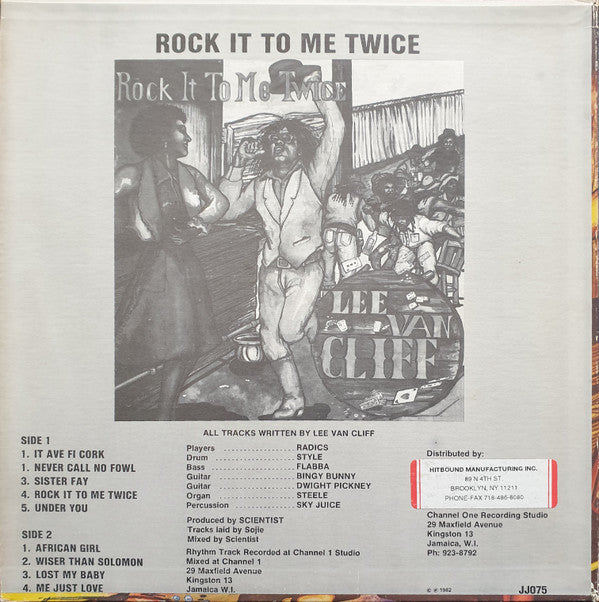 ROCK IT TO ME TWICE
Rock It To Me Twice
LEE
VAN
CLIFF
ALL TRACKS WRITTEN BY LEE VAN CLIFF
SIDE 1
1. IT AVE FI CORK
1. NEVER CALL NO FOWL
3. SISTER FAY
4. ROCK IT TO ME TWICE
5. UNDER YOU
SIDE 2
1. AFRICAN GIRL
2. WISER THAN SOLOMON
3. LOST MY BABY
4. ME JUST LOVE
Players .................... RADICS
Drum .................... STYLE
Bass .................... FLABBA
Guitar .................... BINGY BUNNY
Guitar .................... DWIGHT PICKNEY
Organ .................... STEELE
Percussion .................... SKY JUICE
Produced by SCIENTIST
Tracks laid by Sojie
Mixed by Scientist
Rhythm Track Recorded at Channel 1 Studio
Mixed at Channel 1
29 Maxfield Avenue
Kingston 13
Jamaica W.I.
Distributed by:
HITBOUND MANUFACTURING INC.
89 N 4TH ST
BROOKLYN, NY 11211
PHONE-FAX 718-486-8080
Channel One Recording Studio
29 Maxfield Avenue
Kingston 13
Jamaica, W.I.
Ph: 923-8792
© ℗ 1982
JJ075